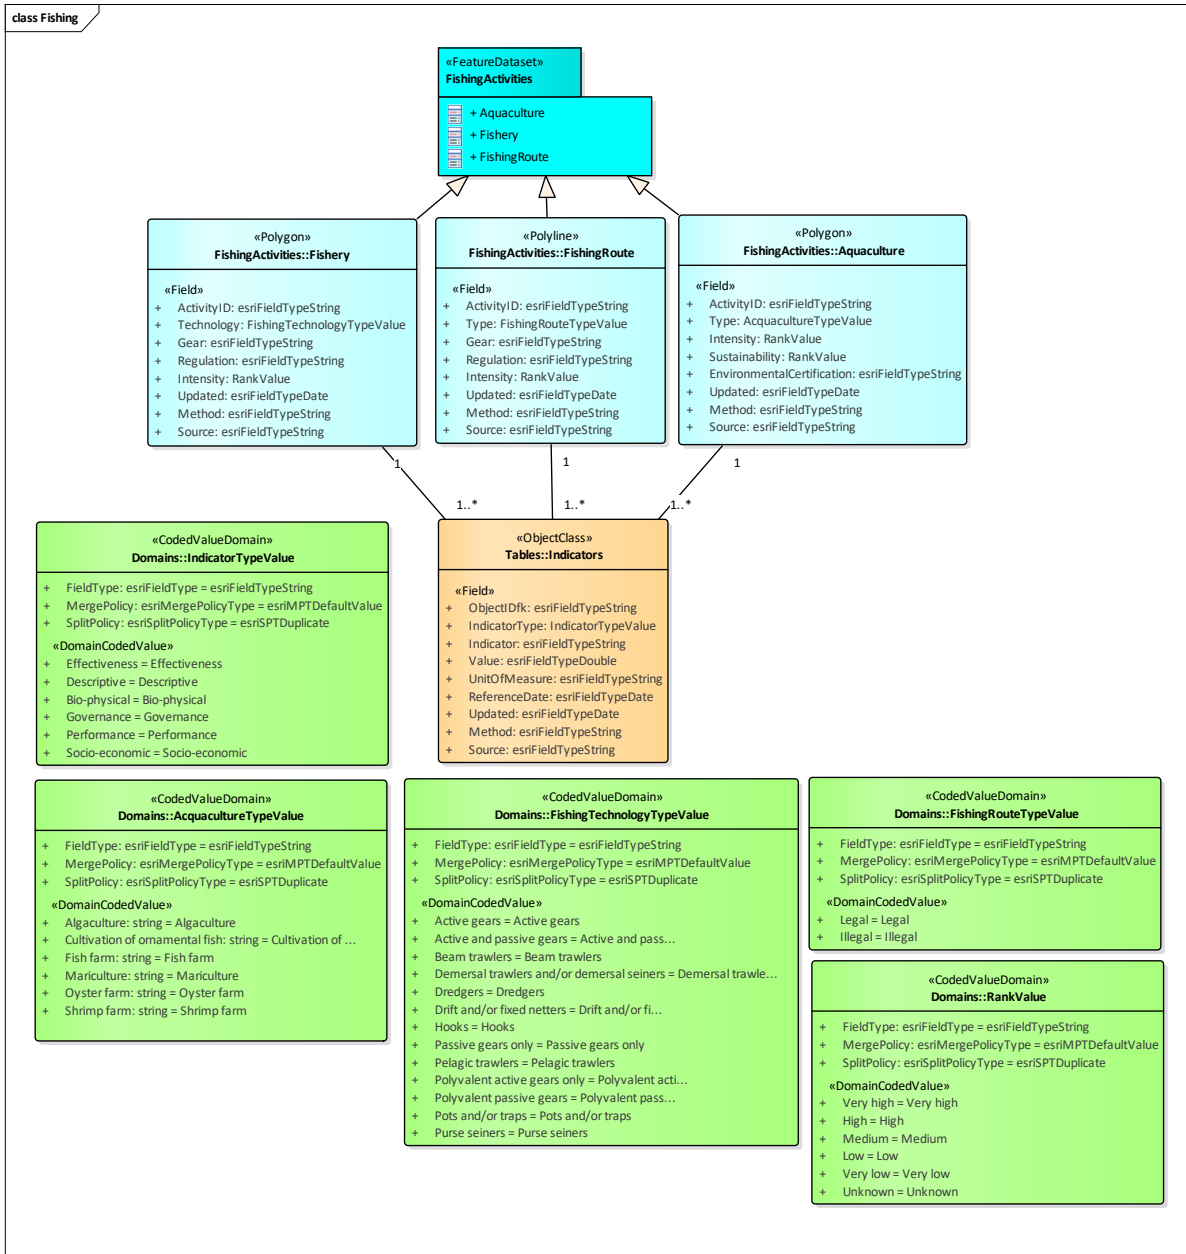 class Fishing
«FeatureDataset»
FishingActivities
+ Aquaculture
+ Fishery
+ FishingRoute
«Polygon»
FishingActivities::Fishery
«Field»
+ ActivityID: esriFieldTypeString
+ Technology: FishingTechnologyTypeValue
+ Gear: esriFieldTypeString
+ Regulation: esriFieldTypeString
+ Intensity: RankValue
+ Updated: esriFieldTypeDate
+ Method: esriFieldTypeString
+ Source: esriFieldTypeString
«Polyline»
FishingActivities::FishingRoute
«Field»
+ ActivityID: esriFieldTypeString
+ Type: FishingRouteTypeValue
+ Gear: esriFieldTypeString
+ Regulation: esriFieldTypeString
+ Intensity: RankValue
+ Updated: esriFieldTypeDate
+ Method: esriFieldTypeString
+ Source: esriFieldTypeString
«Polygon»
FishingActivities::Aquaculture
«Field»
+ ActivityID: esriFieldTypeString
+ Type: AcquacultureTypeValue
+ Intensity: RankValue
+ Sustainability: RankValue
+ EnvironmentalCertification: esriFieldTypeString
+ Updated: esriFieldTypeDate
+ Method: esriFieldTypeString
+ Source: esriFieldTypeString
1
1
1
1..*
1..*
1..*
«CodedValueDomain»
Domains::IndicatorTypeValue
+ FieldType: esriFieldType = esriFieldTypeString
+ MergePolicy: esriMergePolicyType = esriMPTDefaultValue
+ SplitPolicy: esriSplitPolicyType = esriSPTDuplicate
«DomainCodedValue»
+ Effectiveness = Effectiveness
+ Descriptive = Descriptive
+ Bio-physical = Bio-physical
+ Governance = Governance
+ Performance = Performance
+ Socio-economic = Socio-economic
«ObjectClass»
Tables::Indicators
«Field»
+ ObjectIDfk: esriFieldTypeString
+ IndicatorType: IndicatorTypeValue
+ Indicator: esriFieldTypeString
+ Value: esriFieldTypeDouble
+ UnitOfMeasure: esriFieldTypeString
+ ReferenceDate: esriFieldTypeDate
+ Updated: esriFieldTypeDate
+ Method: esriFieldTypeString
+ Source: esriFieldTypeString
«CodedValueDomain»
Domains::AcquacultureTypeValue
+ FieldType: esriFieldType = esriFieldTypeString
+ MergePolicy: esriMergePolicyType = esriMPTDefaultValue
+ SplitPolicy: esriSplitPolicyType = esriSPTDuplicate
«DomainCodedValue»
+ Algaculture: string = Algaculture
+ Cultivation of ornamental fish: string = Cultivation of ...
+ Fish farm: string = Fish farm
+ Mariculture: string = Mariculture
+ Oyster farm: string = Oyster farm
+ Shrimp farm: string = Shrimp farm
«CodedValueDomain»
Domains::FishingTechnologyTypeValue
+ FieldType: esriFieldType = esriFieldTypeString
+ MergePolicy: esriMergePolicyType = esriMPTDefaultValue
+ SplitPolicy: esriSplitPolicyType = esriSPTDuplicate
«DomainCodedValue»
+ Active gears = Active gears
+ Active and passive gears = Active and pass...
+ Beam trawlers = Beam trawlers
+ Demersal trawlers and/or demersal seiners = Demersal trawle...
+ Dredgers = Dredgers
+ Drift and/or fixed netters = Drift and/or fi...
+ Hooks = Hooks
+ Passive gears only = Passive gears only
+ Pelagic trawlers = Pelagic trawlers
+ Polyvalent active gears only = Polyvalent acti...
+ Polyvalent passive gears = Polyvalent pass...
+ Pots and/or traps = Pots and/or traps
+ Purse seiners = Purse seiners
«CodedValueDomain»
Domains::FishingRouteTypeValue
+ FieldType: esriFieldType = esriFieldTypeString
+ MergePolicy: esriMergePolicyType = esriMPTDefaultValue
+ SplitPolicy: esriSplitPolicyType = esriSPTDuplicate
«DomainCodedValue»
+ Legal = Legal
+ Illegal = Illegal
«CodedValueDomain»
Domains::RankValue
+ FieldType: esriFieldType = esriFieldTypeString
+ MergePolicy: esriMergePolicyType = esriMPTDefaultValue
+ SplitPolicy: esriSplitPolicyType = esriSPTDuplicate
«DomainCodedValue»
+ Very high = Very high
+ High = High
+ Medium = Medium
+ Low = Low
+ Very low = Very low
+ Unknown = Unknown